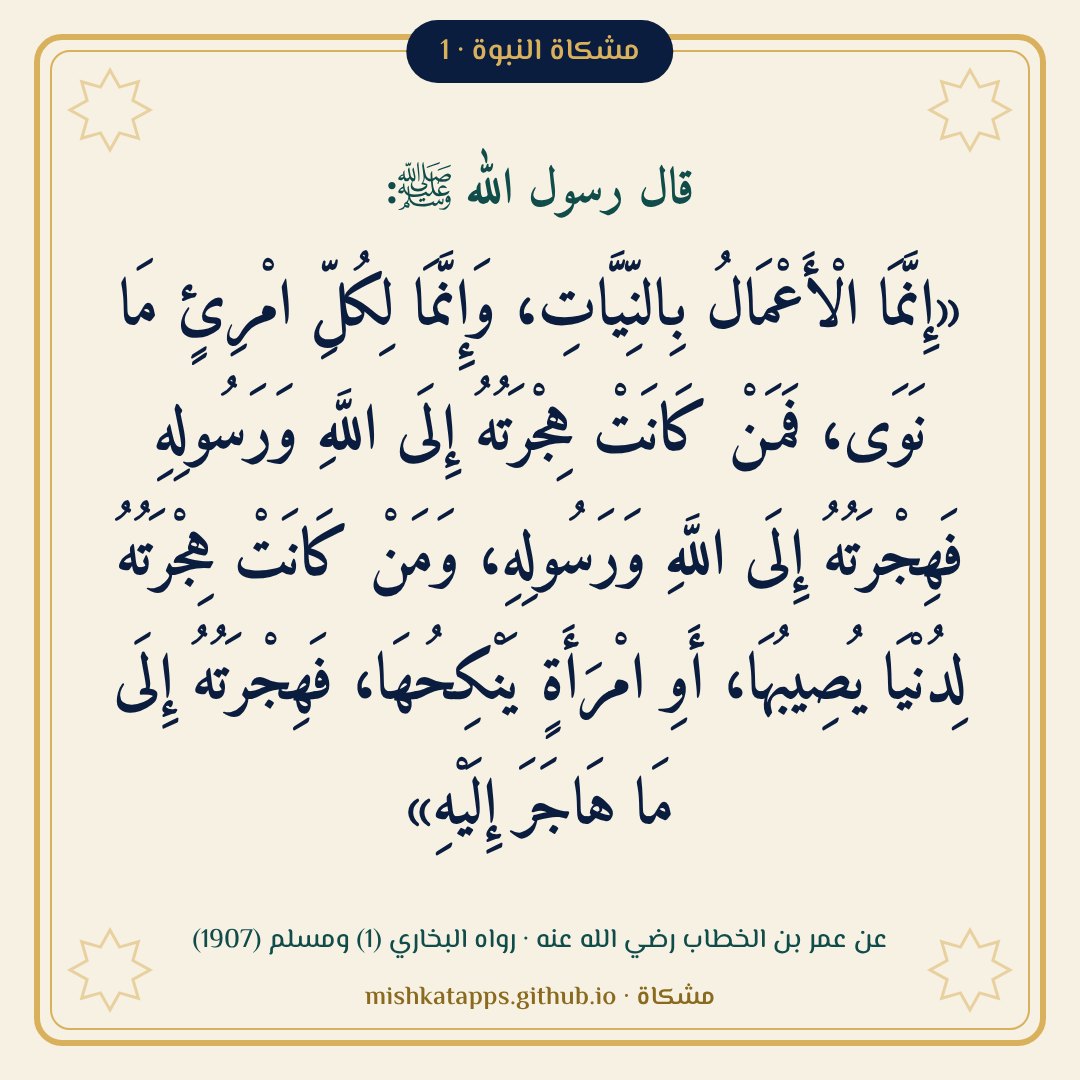 مشكاة النبوة · 1
قال رسول الله ﷺ:
«إِنَّمَا الْأَعْمَالُ بِالنِّيَّاتِ، وَإِنَّمَا لِكُلِّ امْرِئٍ مَا
نَوَى، فَمَنْ كَانَتْ هِجْرَتُهُ إِلَى اللَّهِ وَرَسُولِهِ
فَهِجْرَتُهُ إِلَى اللَّهِ وَرَسُولِهِ، وَمَنْ كَانَتْ هِجْرَتُهُ
لِدُنْيَا يُصِيبُهَا، أَوِ امْرَأَةٍ يَنْكِحُهَا، فَهِجْرَتُهُ إِلَى
مَا هَاجَرَ إِلَيْهِ»
عن عمر بن الخطاب رضي الله عنه · رواه البخاري (1) ومسلم (1907)
مشكاة · mishkatapps.github.io